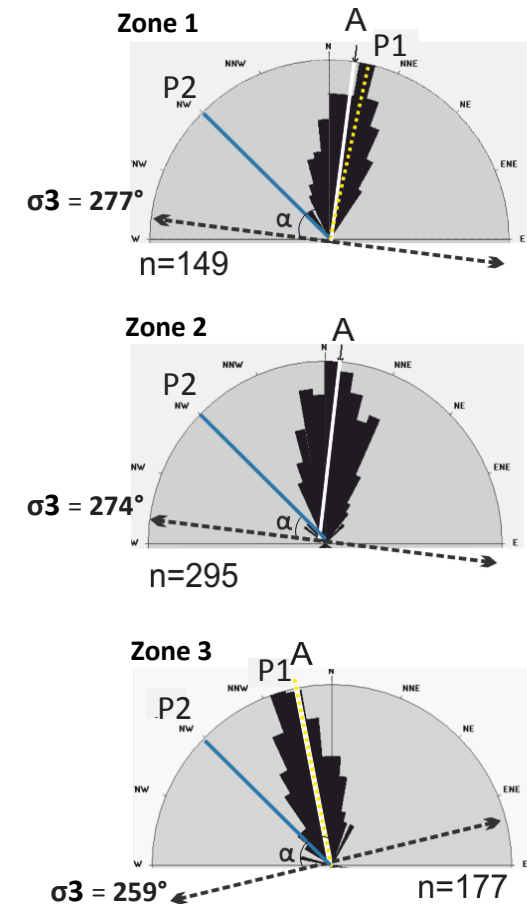 Zone 1
A
P1
N
NNW
NNE
P2
NW
NE
NW
ENE
σ3 = 277°
α
W
E
n=149
Zone 2
A
N
NNW
NNE
P2
NW
NE
NW
ENE
σ3 = 274°
α
W
E
n=295
Zone 3
P1
A
N
NNW
NNE
P2
NW
NE
NW
ENE
α
W
E
σ3 = 259°
n=177